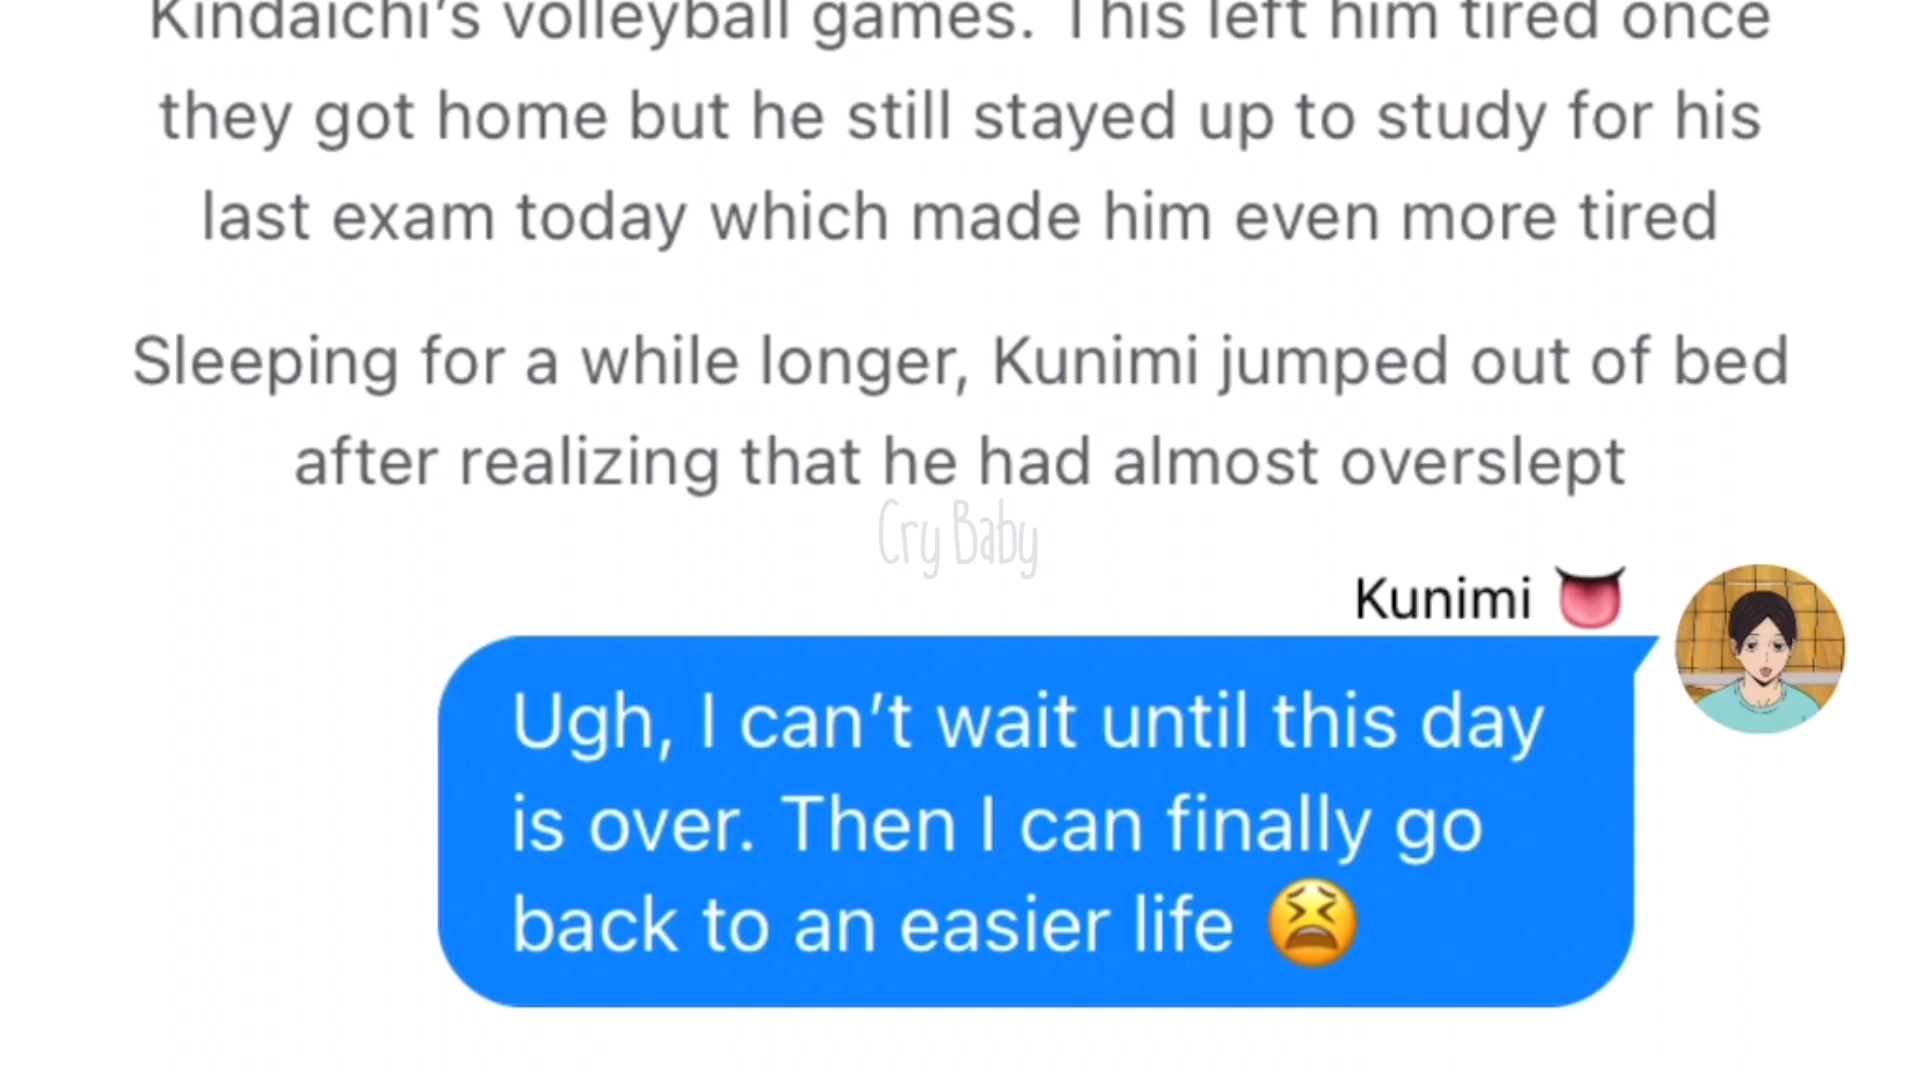 Kindaichi's volleyball games. This left him tired once
they got home but he still stayed up to study for his
last exam today which made him even more tired
Sleeping for a while longer, Kunimi jumped out of bed
after realizing that he had almost overslept
Cry Baby
Kunimi 👅
Ugh, I can't wait until this day
is over. Then I can finally go
back to an easier life 😫